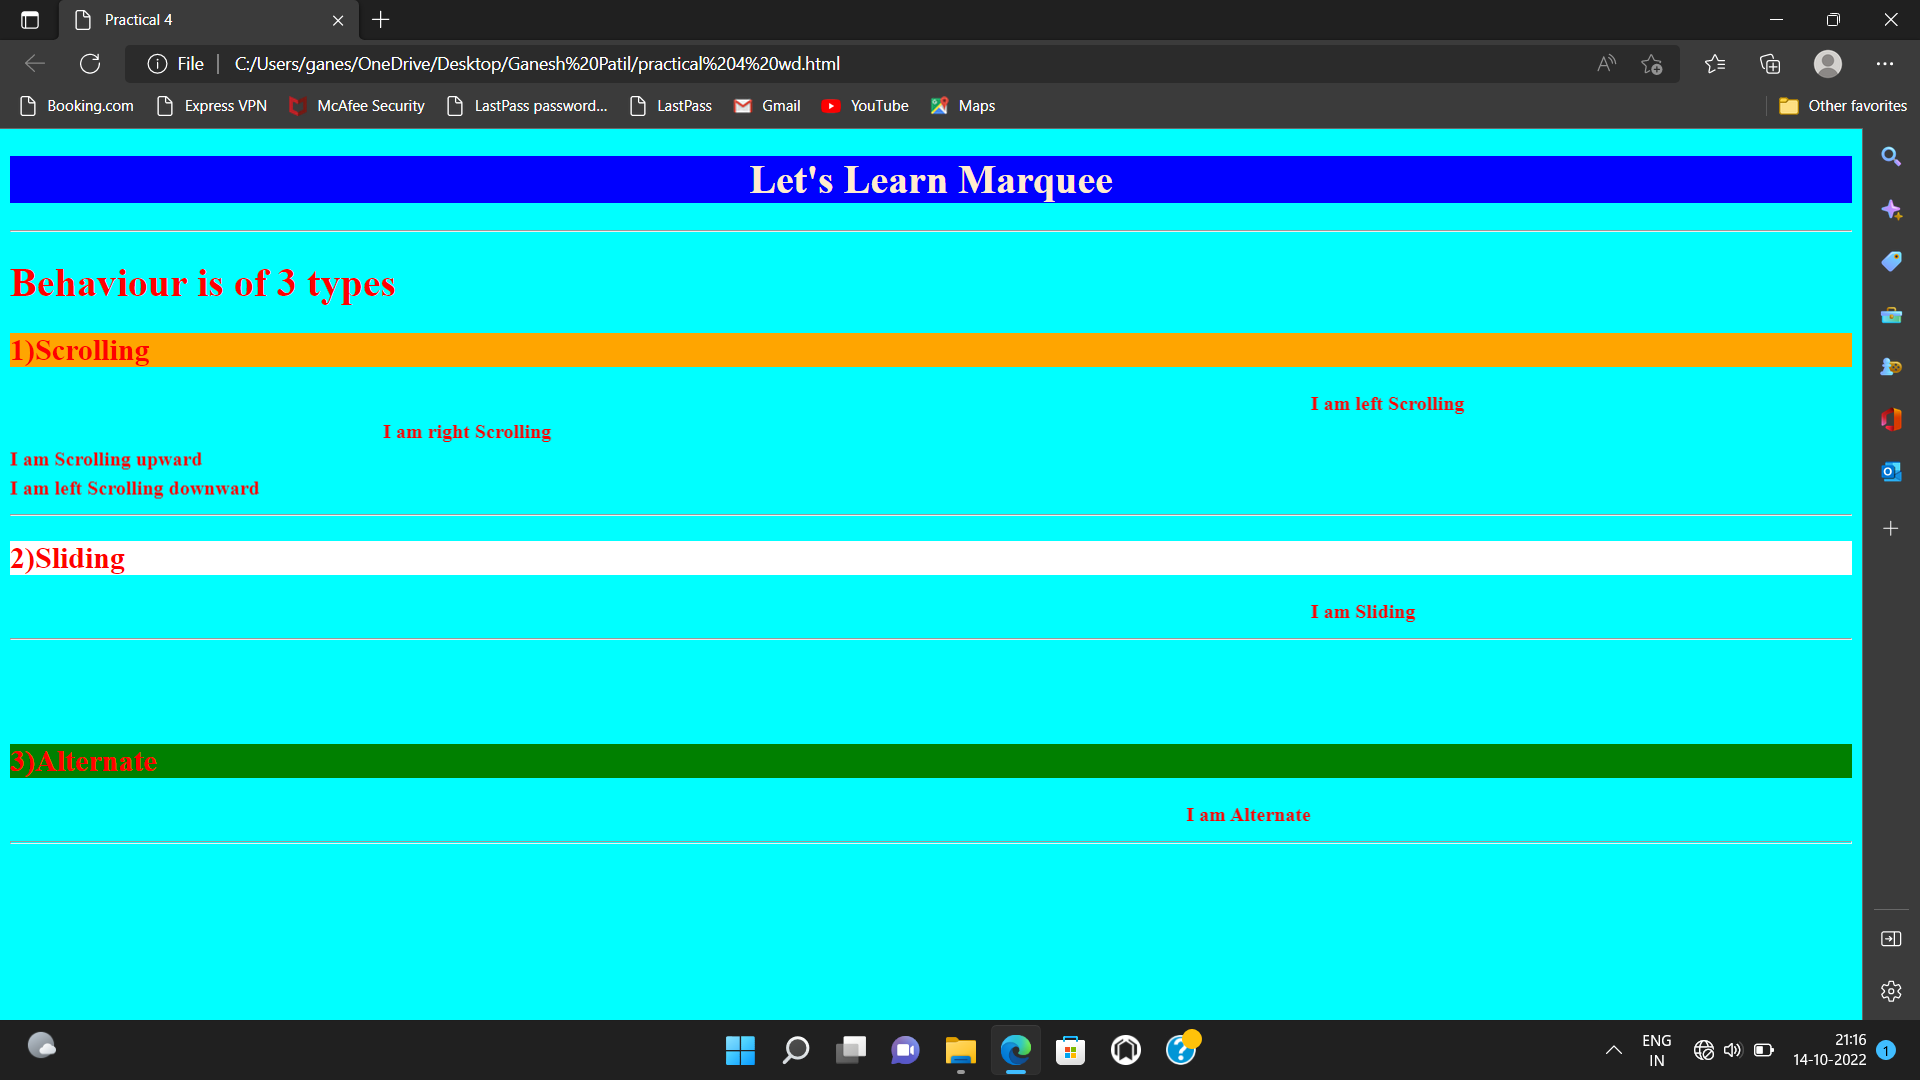 Practical 4
File
C:/Users/ganes/OneDrive/Desktop/Ganesh%20Patil/practical%204%20wd.html
Booking.com Express VPN McAfee Security LastPass password... LastPass Gmail YouTube Maps Other favorites
Let's Learn Marquee
Behaviour is of 3 types
1)Scrolling
I am left Scrolling
I am right Scrolling
I am Scrolling upward
I am left Scrolling downward
2)Sliding
I am Sliding
3)Alternate
I am Alternate
ENG 21:16
IN 14-10-2022 1